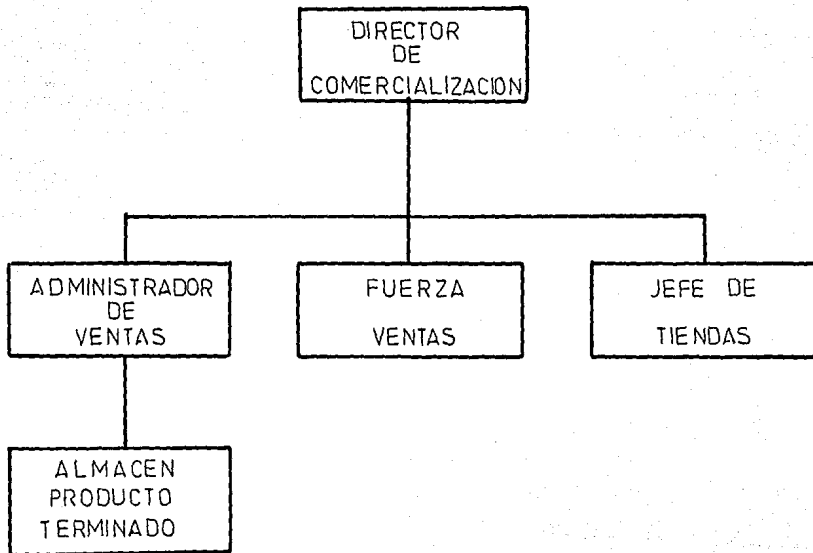 DIRECTOR
DE
COMERCIALIZACION
ADMINISTRADOR
DE
VENTAS
FUERZA
VENTAS
JEFE DE
TIENDAS
ALMACEN
PRODUCTO
TERMINADO